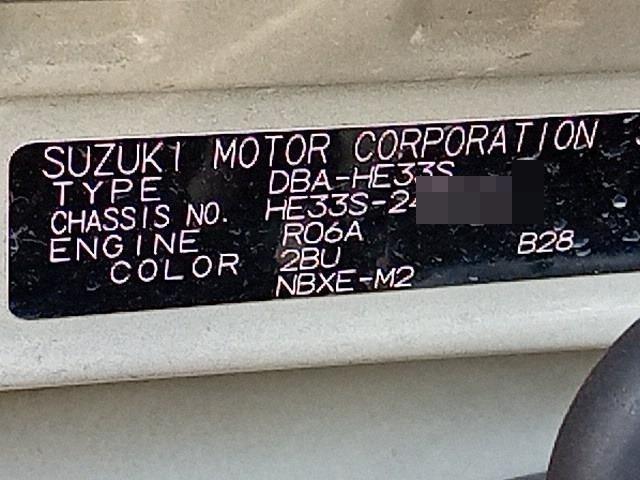 SUZUKI MOTOR CORPORATION
TYPE DBA-HE33S
CHASSIS NO. HE33S-24
ENGINE R06A
COLOR 2BU B28
NBXE-M2